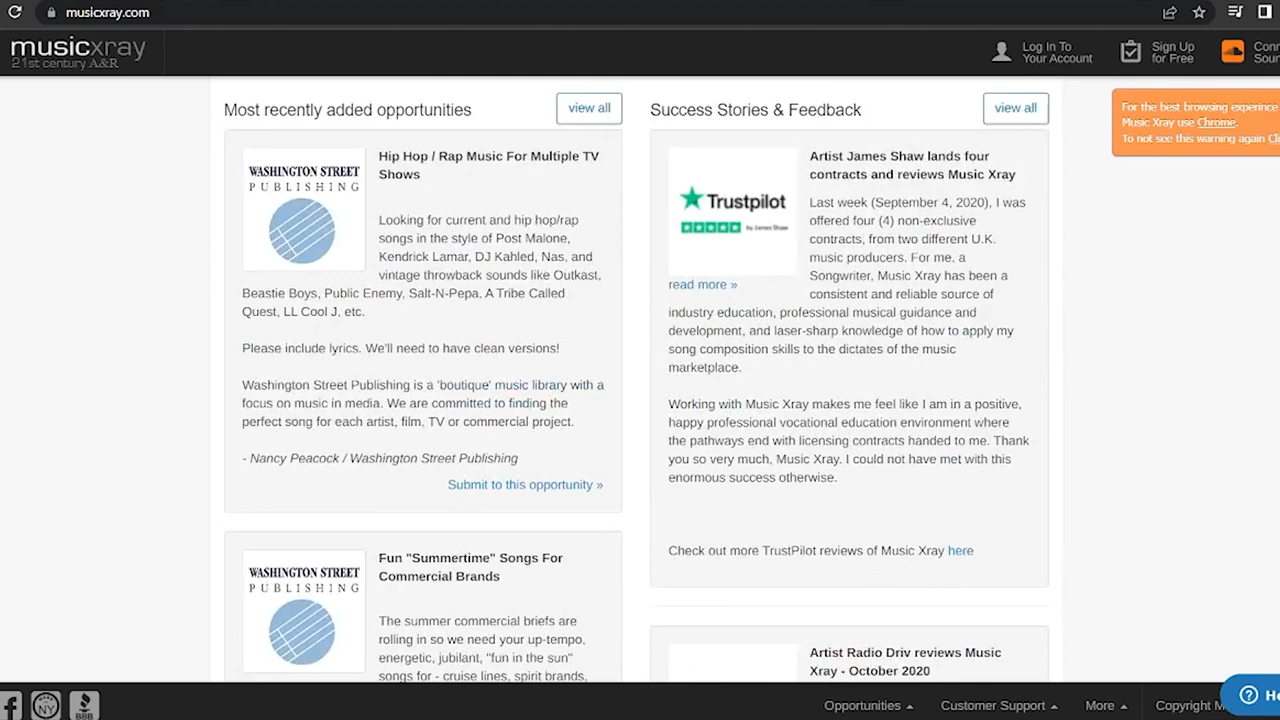 musicxray.com
musicxray
21st century A&R
Log In To
Your Account
Sign Up
for Free
Most recently added opportunities
view all
WASHINGTON STREET
PUBLISHING
Hip Hop / Rap Music For Multiple TV
Shows
Looking for current and hip hop/rap
songs in the style of Post Malone,
Kendrick Lamar, DJ Kahled, Nas, and
vintage throwback sounds like Outkast,
Beastie Boys, Public Enemy, Salt-N-Pepa, A Tribe Called
Quest, LL Cool J, etc.
Please include lyrics. We'll need to have clean versions!
Washington Street Publishing is a 'boutique' music library with a
focus on music in media. We are committed to finding the
perfect song for each artist, film, TV or commercial project.
- Nancy Peacock / Washington Street Publishing
Submit to this opportunity »
WASHINGTON STREET
PUBLISHING
Fun "Summertime" Songs For
Commercial Brands
The summer commercial briefs are
rolling in so we need your up-tempo,
energetic, jubilant, "fun in the sun"
songs for - cruise lines, spirit brands,
Success Stories & Feedback
view all
Trustpilot
by James Shaw
Artist James Shaw lands four
contracts and reviews Music Xray
Last week (September 4, 2020), I was
offered four (4) non-exclusive
contracts, from two different U.K.
music producers. For me, a
Songwriter, Music Xray has been a
consistent and reliable source of
read more »
industry education, professional musical guidance and
development, and laser-sharp knowledge of how to apply my
song composition skills to the dictates of the music
marketplace.
Working with Music Xray makes me feel like I am in a positive,
happy professional vocational education environment where
the pathways end with licensing contracts handed to me. Thank
you so very much, Music Xray. I could not have met with this
enormous success otherwise.
Check out more TrustPilot reviews of Music Xray here
Artist Radio Driv reviews Music
Xray - October 2020
For the best browsing experince
Music Xray use Chrome.
To not see this warning again
NY
BBB
Opportunities
Customer Support
More
Copyright